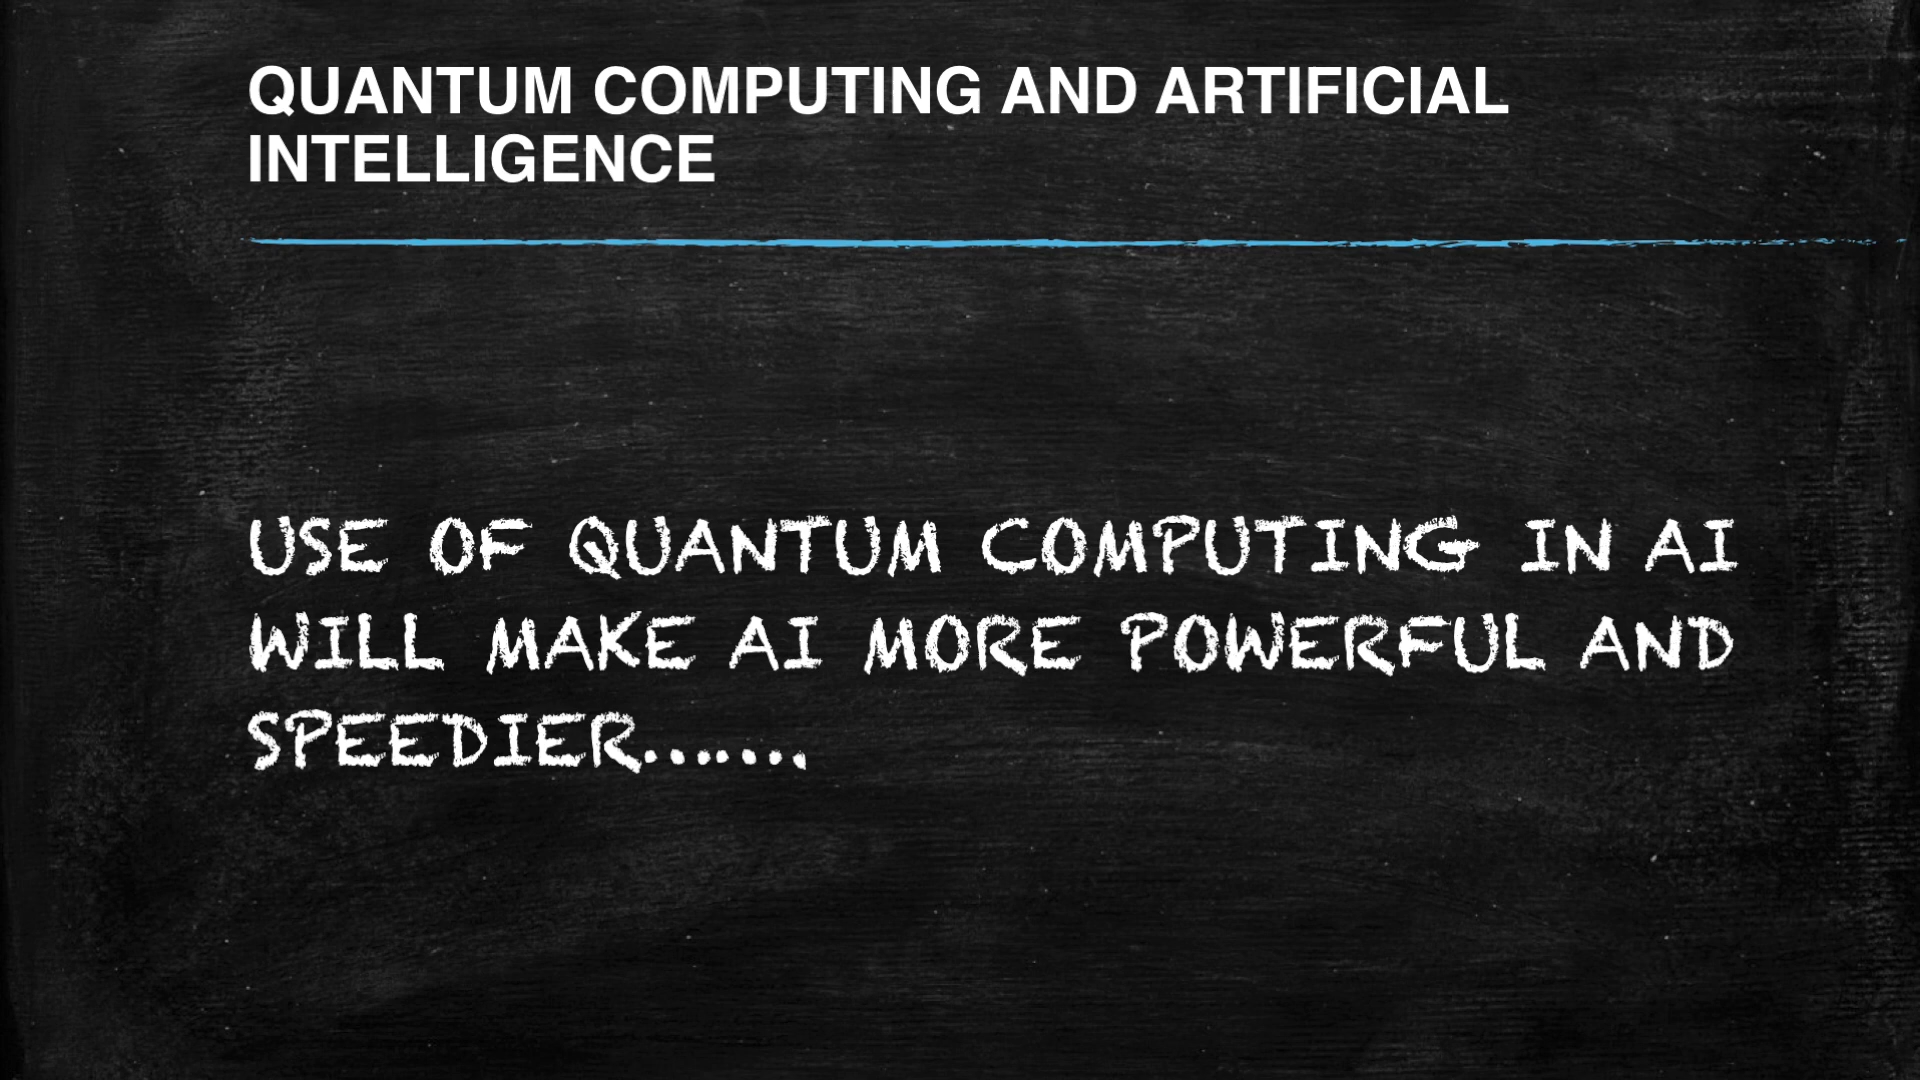 QUANTUM COMPUTING AND ARTIFICIAL
INTELLIGENCE
USE OF QUANTUM COMPUTING IN AI
WILL MAKE AI MORE POWERFUL AND
SPEEDIER.......